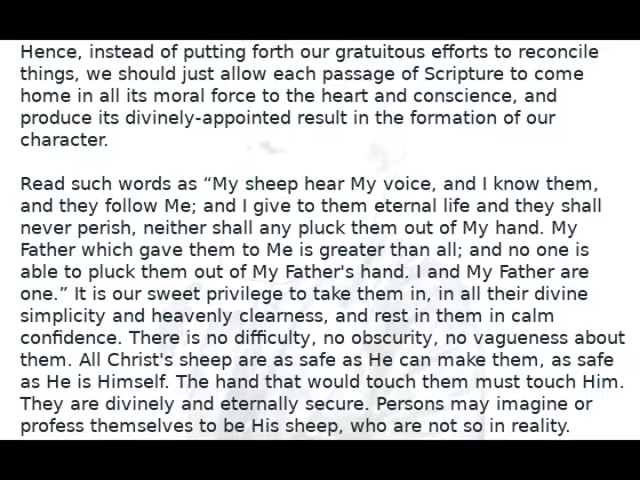 Hence, instead of putting forth our gratuitous efforts to reconcile
things, we should just allow each passage of Scripture to come
home in all its moral force to the heart and conscience, and
produce its divinely-appointed result in the formation of our
character.
Read such words as “My sheep hear My voice, and I know them,
and they follow Me; and I give to them eternal life and they shall
never perish, neither shall any pluck them out of My hand. My
Father which gave them to Me is greater than all; and no one is
able to pluck them out of My Father's hand. I and My Father are
one.” It is our sweet privilege to take them in, in all their divine
simplicity and heavenly clearness, and rest in them in calm
confidence. There is no difficulty, no obscurity, no vagueness about
them. All Christ's sheep are as safe as He can make them, as safe
as He is Himself. The hand that would touch them must touch Him.
They are divinely and eternally secure. Persons may imagine or
profess themselves to be His sheep, who are not so in reality.